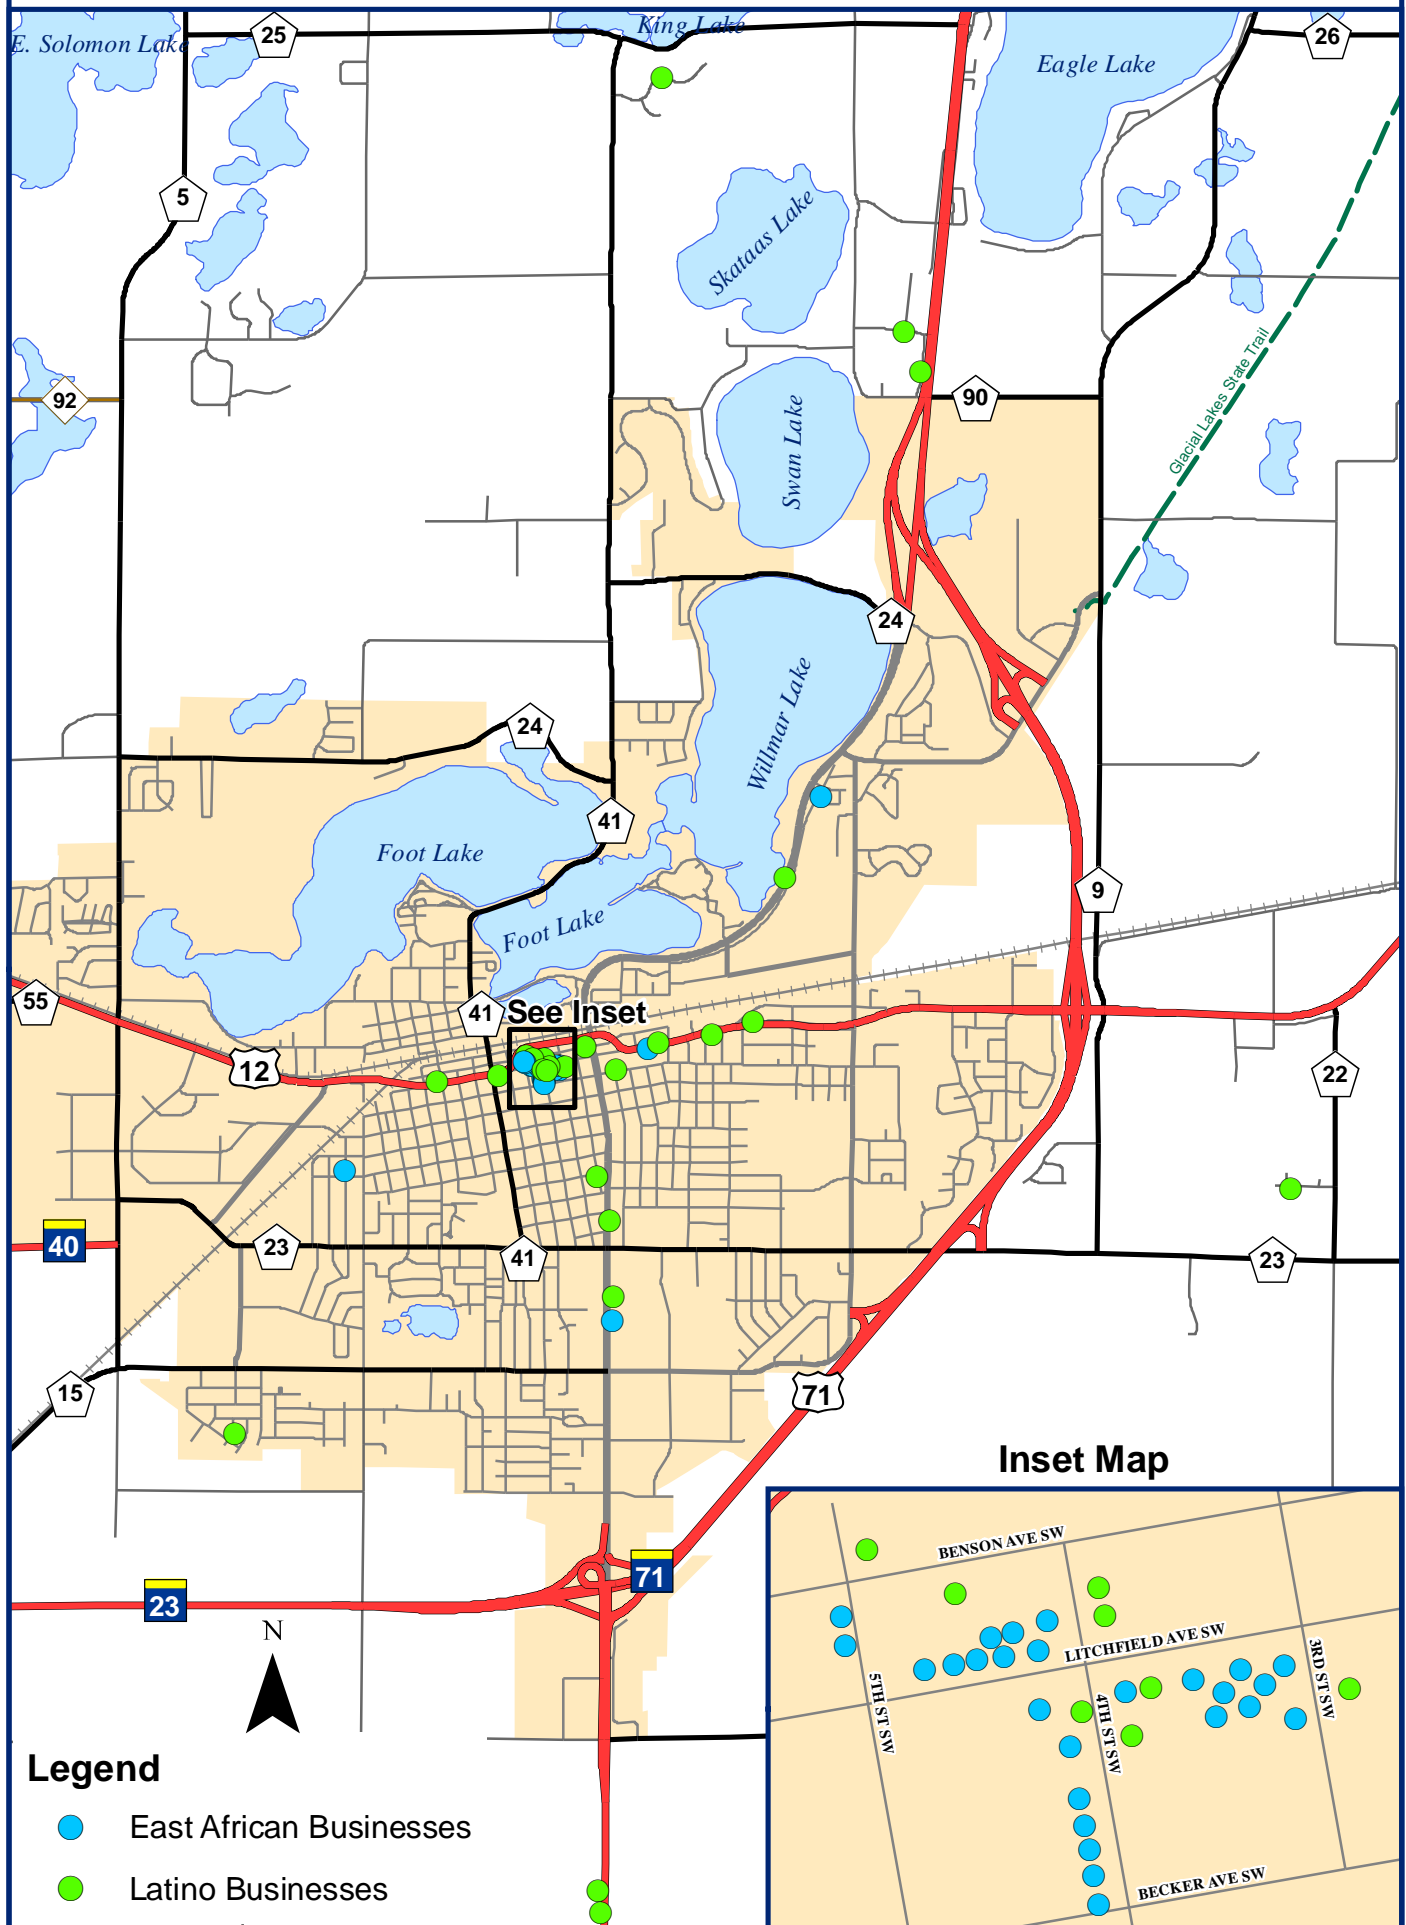 E. Solomon Lake
25
King Lake
Eagle Lake
26
5
Skataas Lake
92
Swan Lake
90
Glacial Lakes State Trail
24
24
Willmar Lake
41
Foot Lake
9
Foot Lake
55
41
See Inset
12
22
40
23
41
23
15
71
Inset Map
71
23
N
BENSON AVE SW
LITCHFIELD AVE SW
3RD ST SW
5TH ST SW
4TH ST SW
BECKER AVE SW
Legend
East African Businesses
Latino Businesses